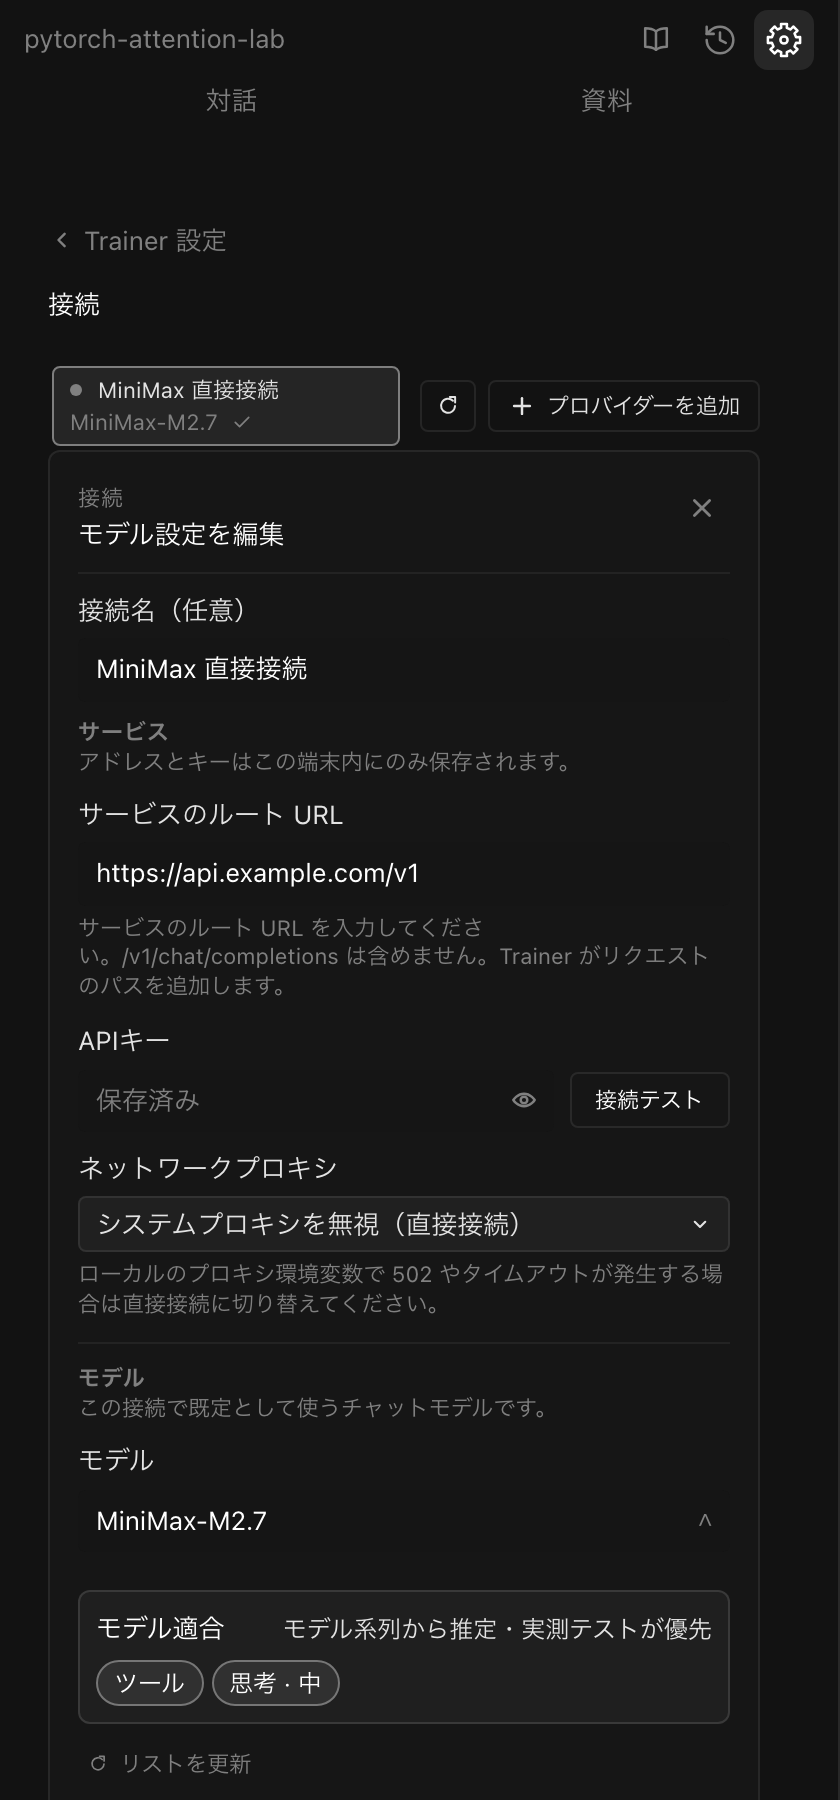 pytorch-attention-lab
対話
資料
Trainer 設定
接続
MiniMax 直接接続
MiniMax-M2.7
プロバイダーを追加
接続
モデル設定を編集
接続名（任意）
MiniMax 直接接続
サービス
アドレスとキーはこの端末内にのみ保存されます。
サービスのルート URL
https://api.example.com/v1
サービスのルート URL を入力してくださ
い。/v1/chat/completions は含めません。Trainer がリクエスト
のパスを追加します。
APIキー
保存済み
接続テスト
ネットワークプロキシ
システムプロキシを無視（直接接続）
ローカルのプロキシ環境変数で 502 やタイムアウトが発生する場
合は直接接続に切り替えてください。
モデル
この接続で既定として使うチャットモデルです。
モデル
MiniMax-M2.7
モデル適合
モデル系列から推定・実測テストが優先
ツール
思考 · 中
リストを更新